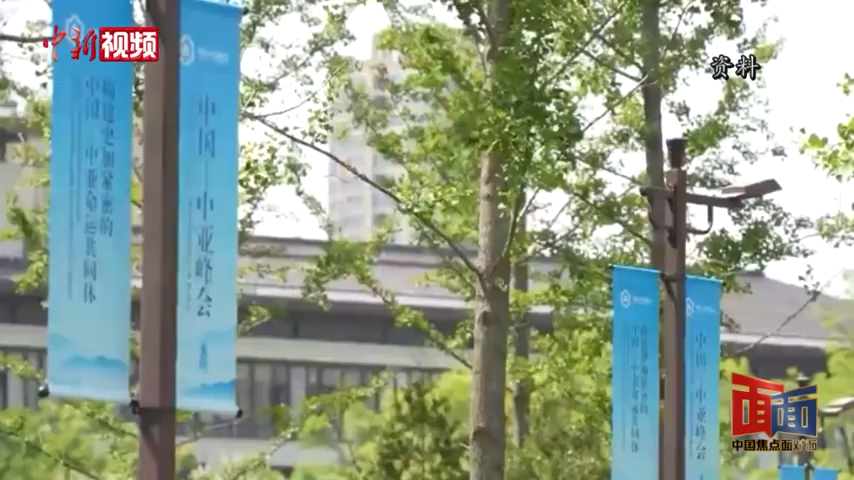 中新视频
资料
构建更加紧密的
中国—中亚命运共同体
中国—中亚峰会
中国—中亚峰会
面面
中国焦点面对面